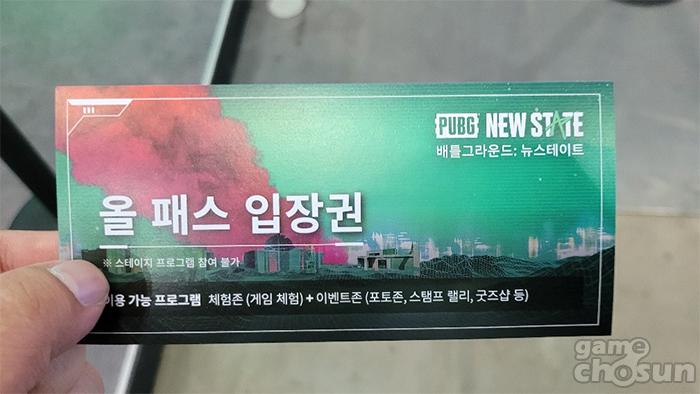 PUBG NEW STATE
배틀그라운드: 뉴스테이트
올 패스 입장권
※ 스테이지 프로그램 참여 불가
이용 가능 프로그램 체험존 (게임 체험) + 이벤트존 (포토존, 스탬프 랠리, 굿즈샵 등)
game
chosun